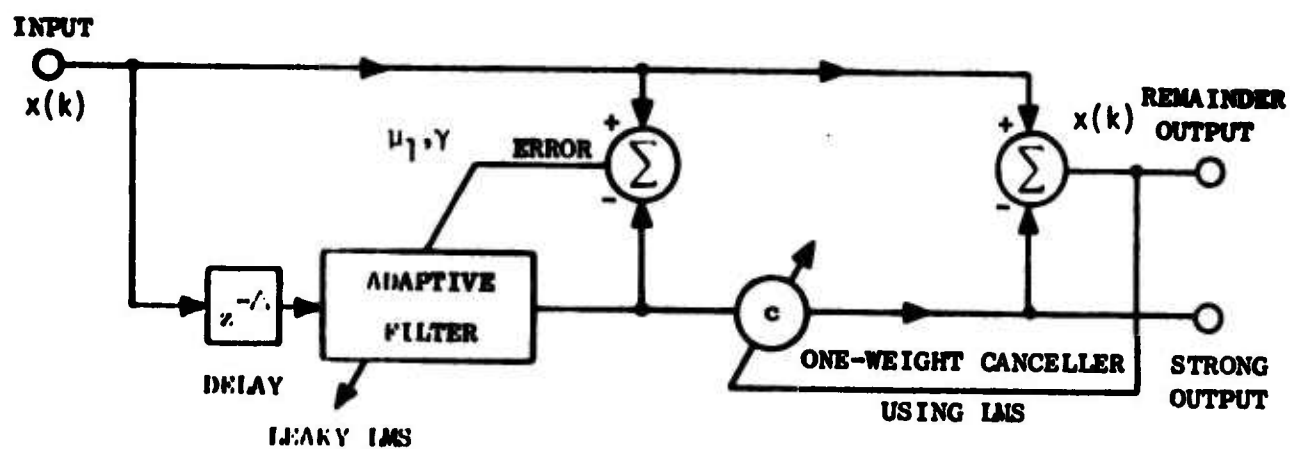 INPUT
x(k)
μ1,γ
ERROR
+
Σ
-
+
Σ
-
x(k)
REMAINDER
OUTPUT
z^-Δ
DELAY
ADAPTIVE
FILTER
LEAKY LMS
c
ONE-WEIGHT CANCELLER
USING LMS
STRONG
OUTPUT